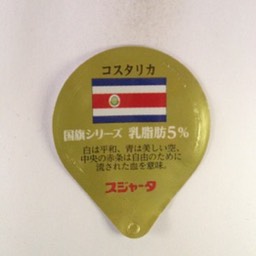 コスタリカ
国旗シリーズ 乳脂肪5%
白は平和、青は美しい空。
中央の赤条は自由のために
流された血を意味。
スジャータ